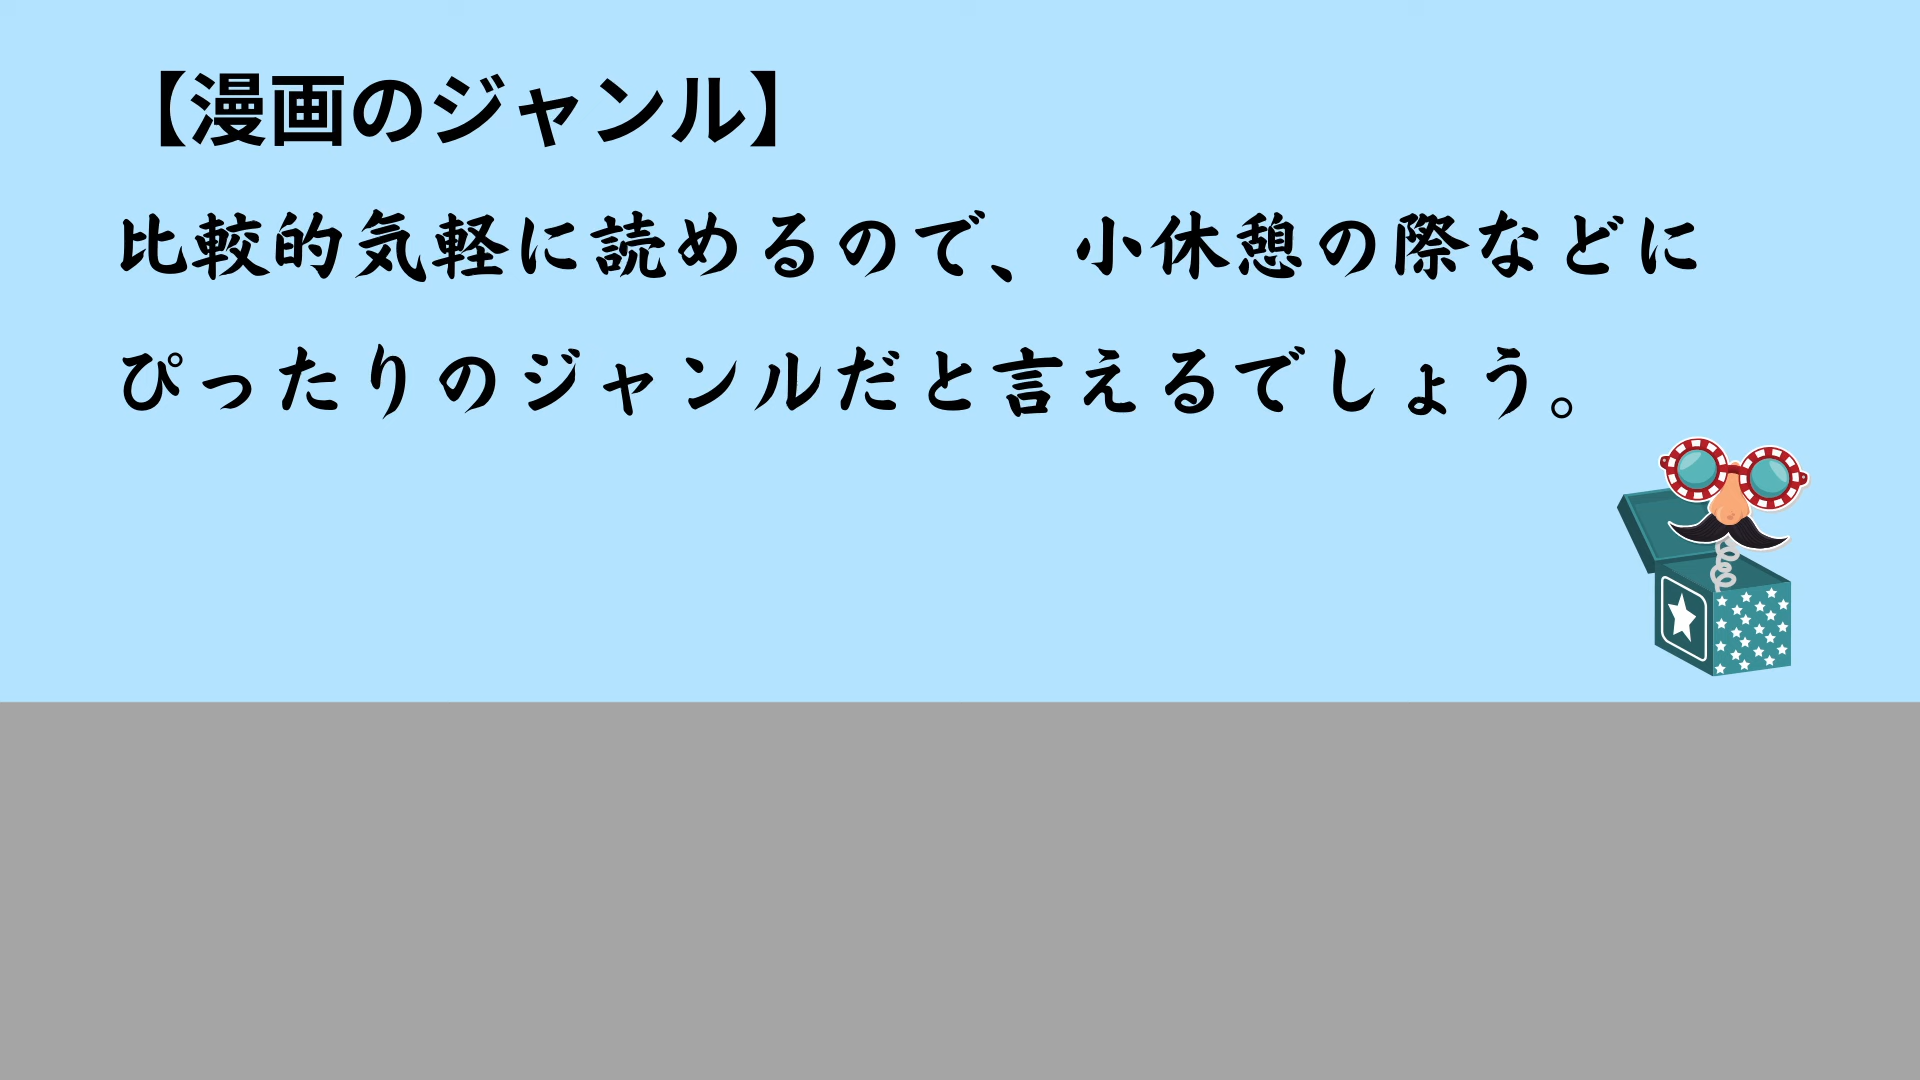 【漫画のジャンル】
比較的気軽に読めるので、小休憩の際などに
ぴったりのジャンルだと言えるでしょう。